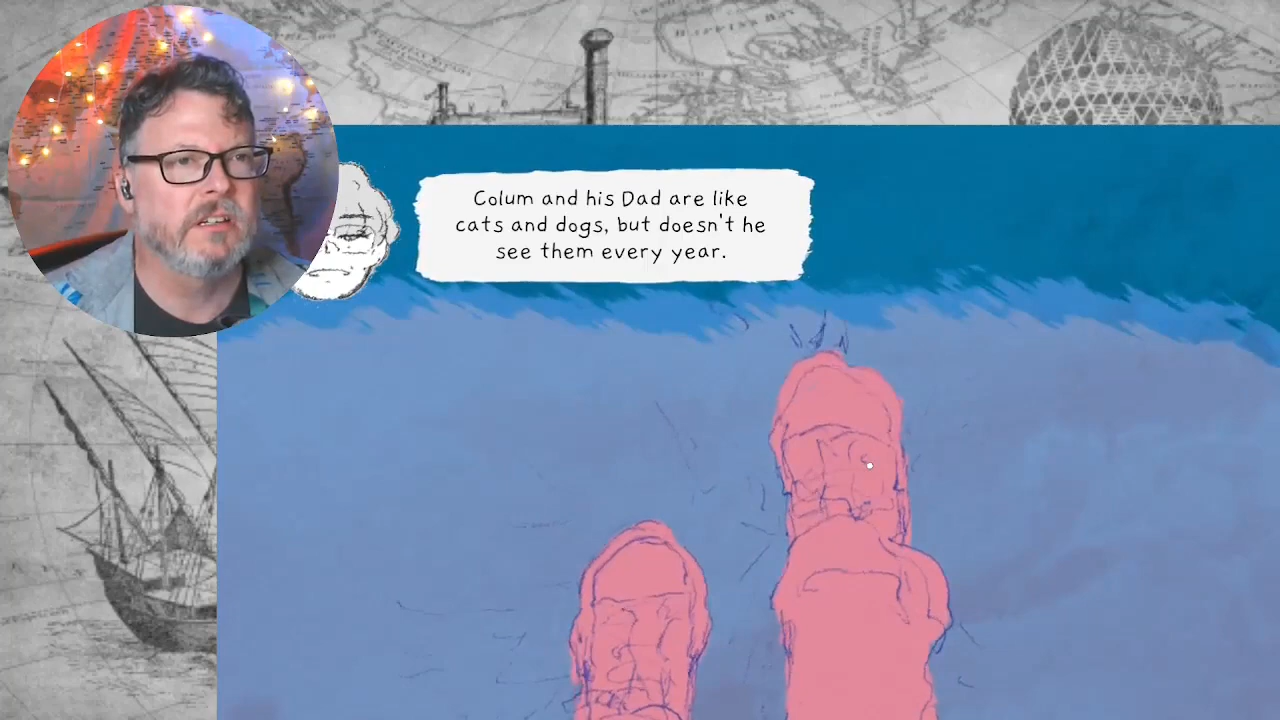 Colum and his Dad are like
cats and dogs, but doesn't he
see them every year.